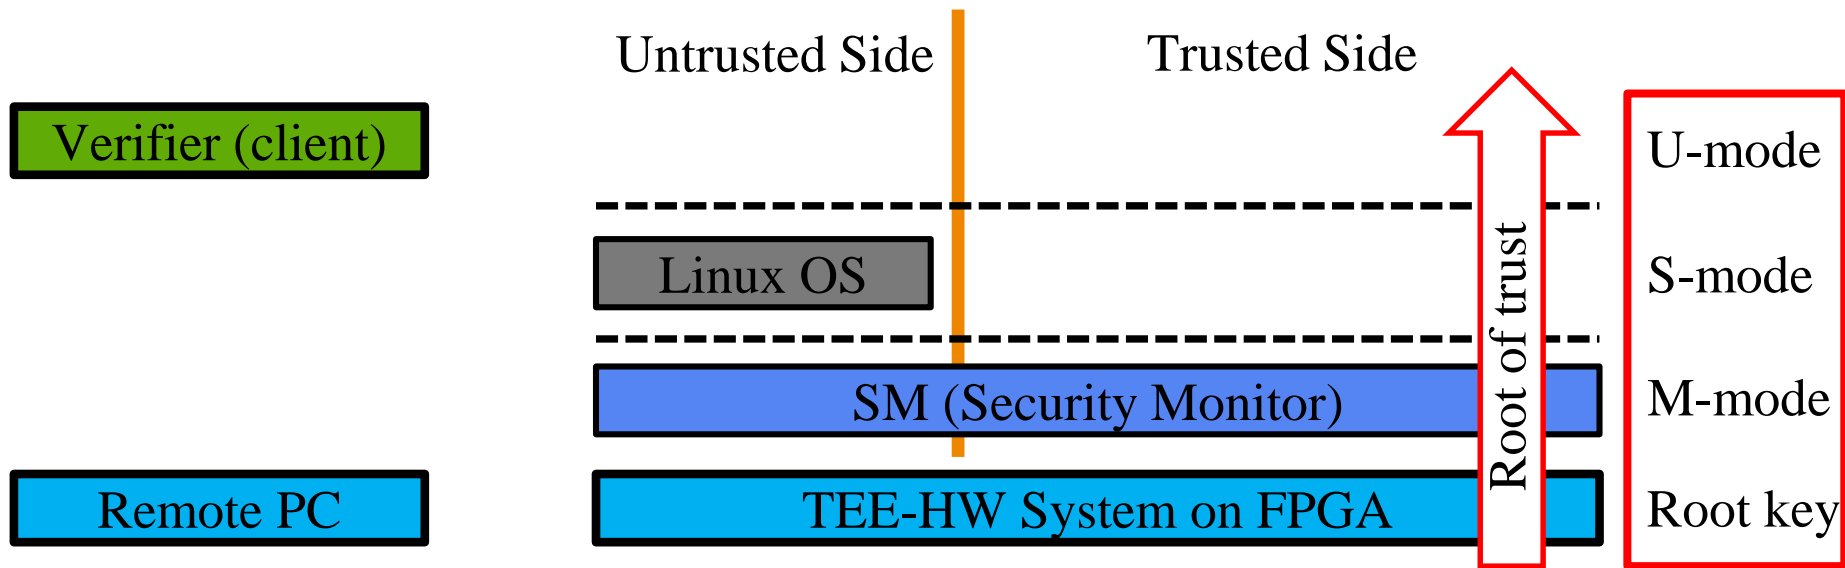 Untrusted Side
Trusted Side
Verifier (client)
U-mode
Linux OS
S-mode
SM (Security Monitor)
M-mode
Root of trust
Remote PC
TEE-HW System on FPGA
Root key